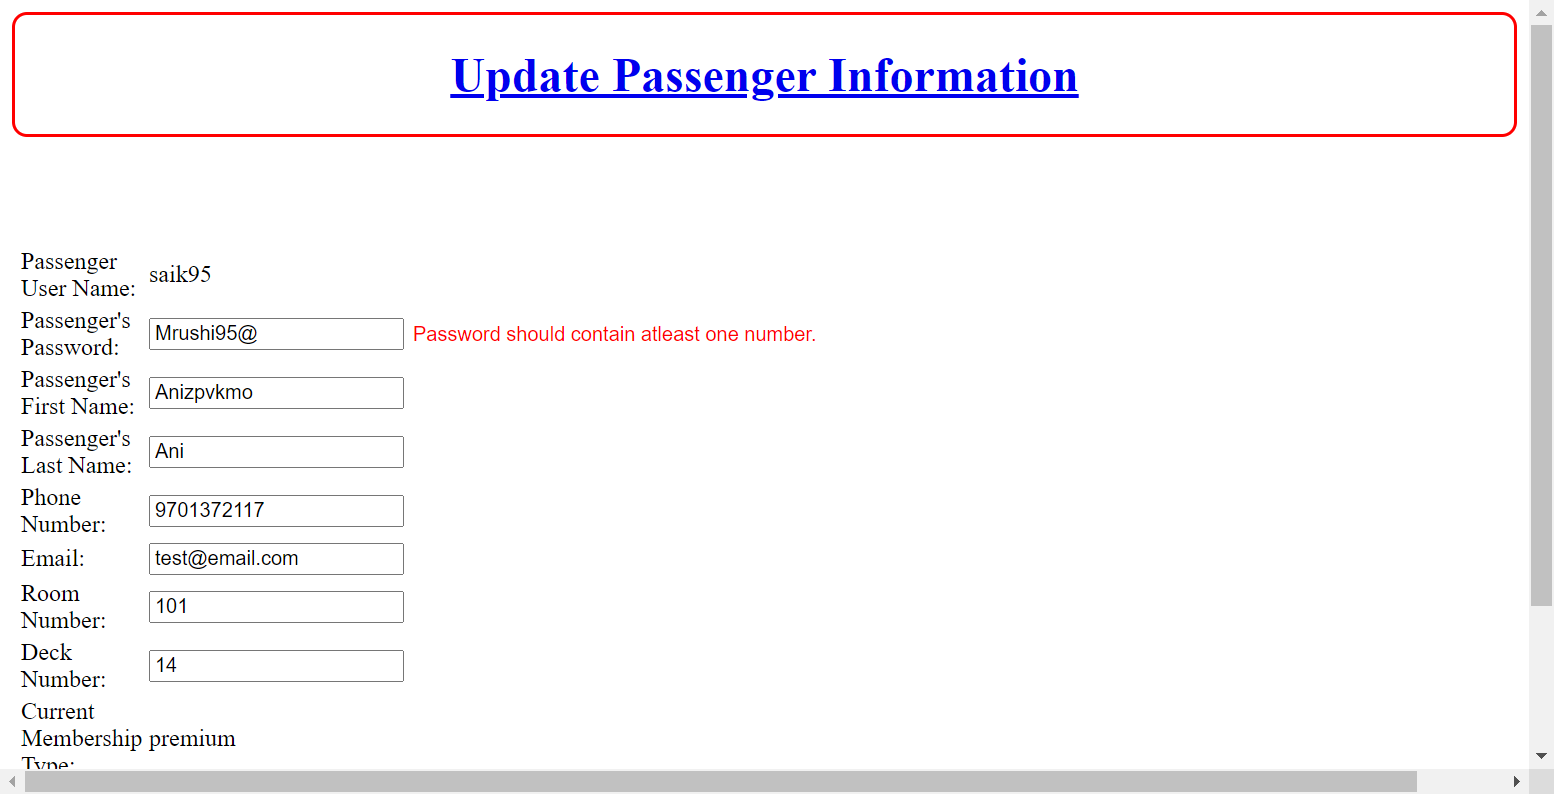 Update Passenger Information
Passenger
User Name:
saik95
Passenger's
Password:
Mrushi95@
Password should contain atleast one number.
Passenger's
First Name:
Anizpvkmo
Passenger's
Last Name:
Ani
Phone
Number:
9701372117
Email:
test@email.com
Room
Number:
101
Deck
Number:
14
Current
Membership
Type:
premium